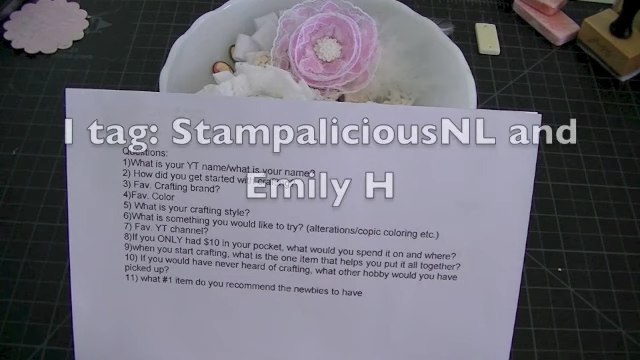 I tag: StampaliciousNL and
Emily H
Questions:
1)What is your YT name/what is your name?
2) How did you get started with
3) Fav. Crafting brand?
4)Fav. Color
5) What is your crafting style?
6)What is something you would like to try? (alterations/copic coloring etc.)
7) Fav. YT channel?
8)If you ONLY had $10 in your pocket, what would you spend it on and where?
9)when you start crafting, what is the one item that helps you put it all together?
10) If you would have never heard of crafting, what other hobby would you have
picked up?
11) what #1 item do you recommend the newbies to have